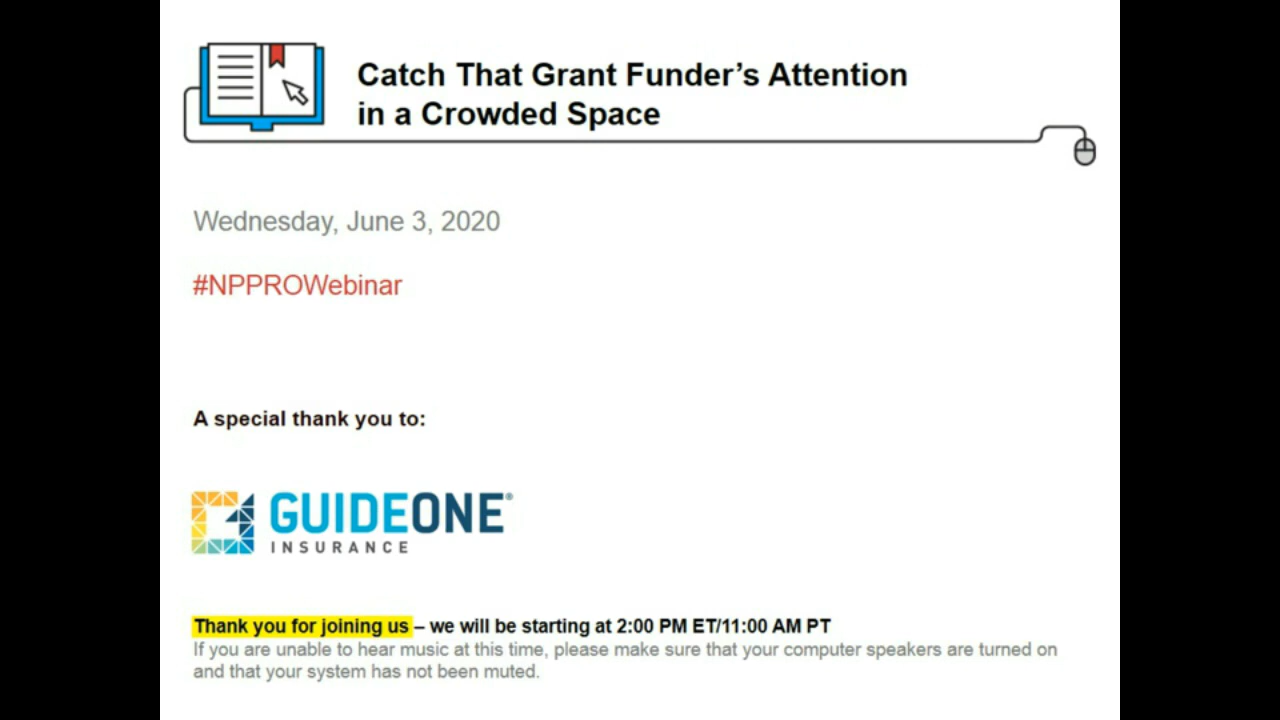 Catch That Grant Funder’s Attention
in a Crowded Space
Wednesday, June 3, 2020
#NPPROWebinar
A special thank you to:
GUIDEONE®
INSURANCE
Thank you for joining us – we will be starting at 2:00 PM ET/11:00 AM PT
If you are unable to hear music at this time, please make sure that your computer speakers are turned on
and that your system has not been muted.